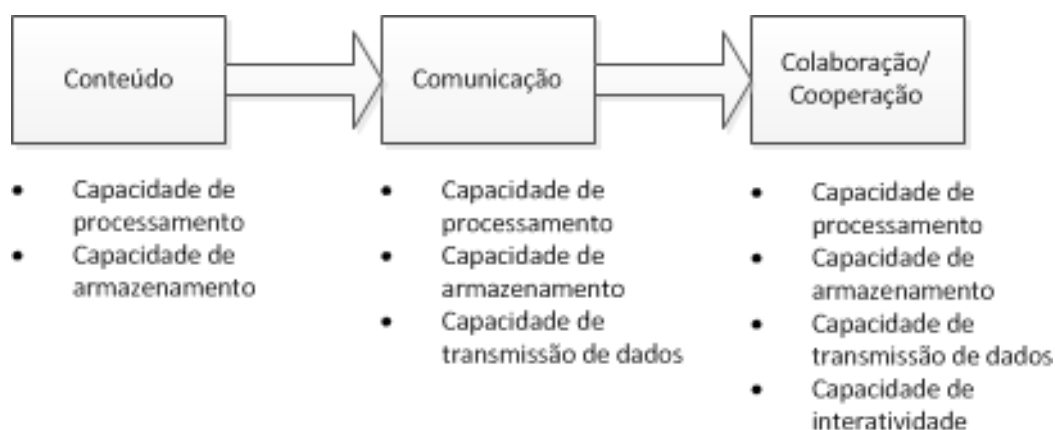 Conteúdo
Comunicação
Colaboração/
Cooperação
• Capacidade de
processamento
• Capacidade de
armazenamento
• Capacidade de
processamento
• Capacidade de
armazenamento
• Capacidade de
transmissão de dados
• Capacidade de
processamento
• Capacidade de
armazenamento
• Capacidade de
transmissão de dados
• Capacidade de
interatividade